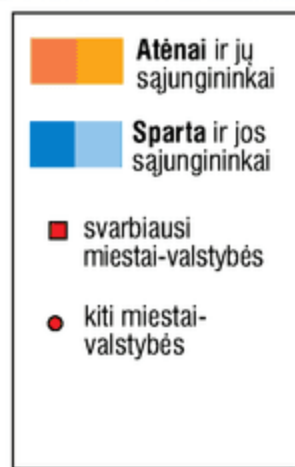 Atėnai ir jų
sąjungininkai
Sparta ir jos
sąjungininkai
svarbiausi
miestai-valstybės
kiti miestai-
valstybės